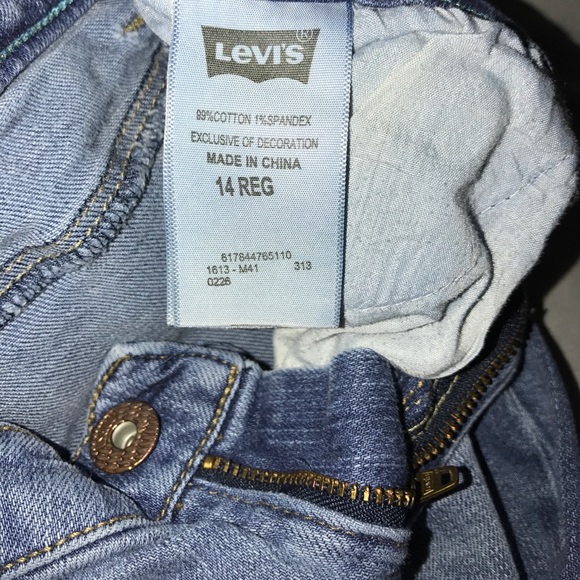 LEVI'S ®
99%COTTON 1%SPANDEX
EXCLUSIVE OF DECORATION
MADE IN CHINA
14 REG
617844765110
1613 - M41 313
0226